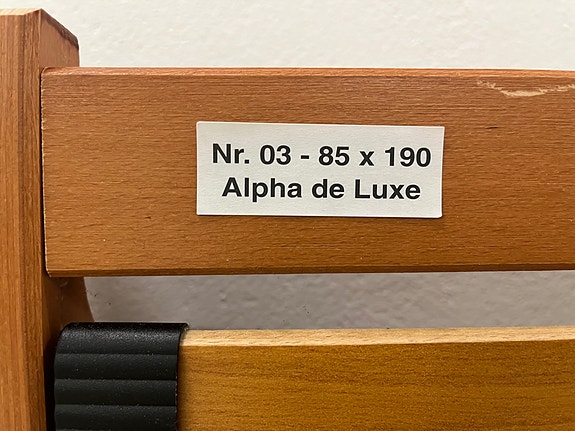 Nr. 03 - 85 x 190
Alpha de Luxe